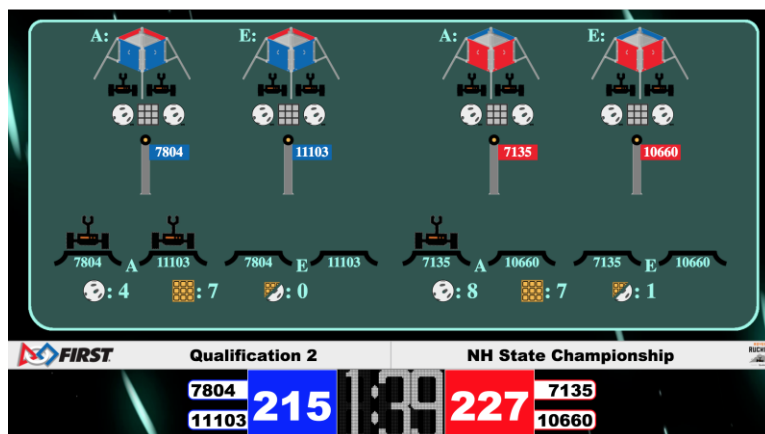 A: E: A: E:
7804 11103 7135 10660
7804 A 11103 7804 E 11103 7135 A 10660 7135 E 10660
: 4 : 7 : 0 : 8 : 7 : 1
FIRST Qualification 2 NH State Championship
7804 215 1:39 227 7135
11103 10660